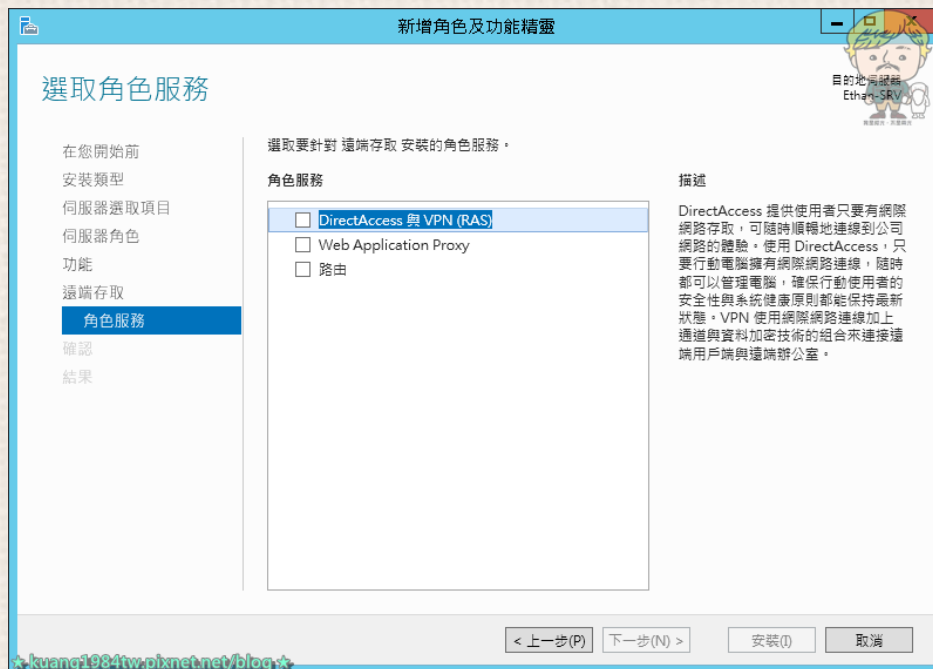 新增角色及功能精靈
選取角色服務
目的地伺服器
Ethan-SRV
在您開始前
安裝類型
伺服器選取項目
伺服器角色
功能
遠端存取
角色服務
確認
結果
選取要針對 遠端存取 安裝的角色服務。
角色服務
DirectAccess 與 VPN (RAS)
Web Application Proxy
路由
描述
DirectAccess 提供使用者只要有網際
網路存取，可隨時順暢地連線到公司
網路的體驗。使用 DirectAccess，只
要行動電腦擁有網際網路連線，隨時
都可以管理電腦，確保行動使用者的
安全性與系統健康原則都能保持最新
狀態。VPN 使用網際網路連線加上
通道與資料加密技術的組合來連接遠
端用戶端與遠端辦公室。
< 上一步(P)
下一步(N) >
安裝(I)
取消
★ kuang1984tw.pixnet.net/blog ★